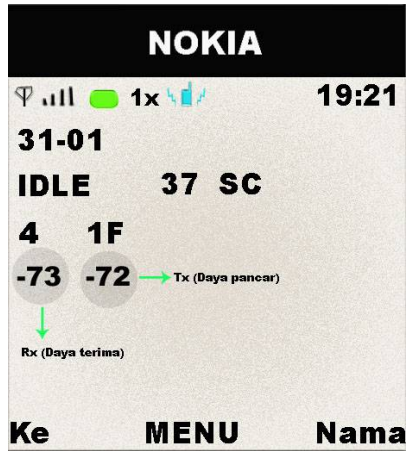 NOKIA
1x 19:21
31-01
IDLE 37 SC
4 1F
-73 -72 Tx (Daya pancar)
Rx (Daya terima)
Ke MENU Nama